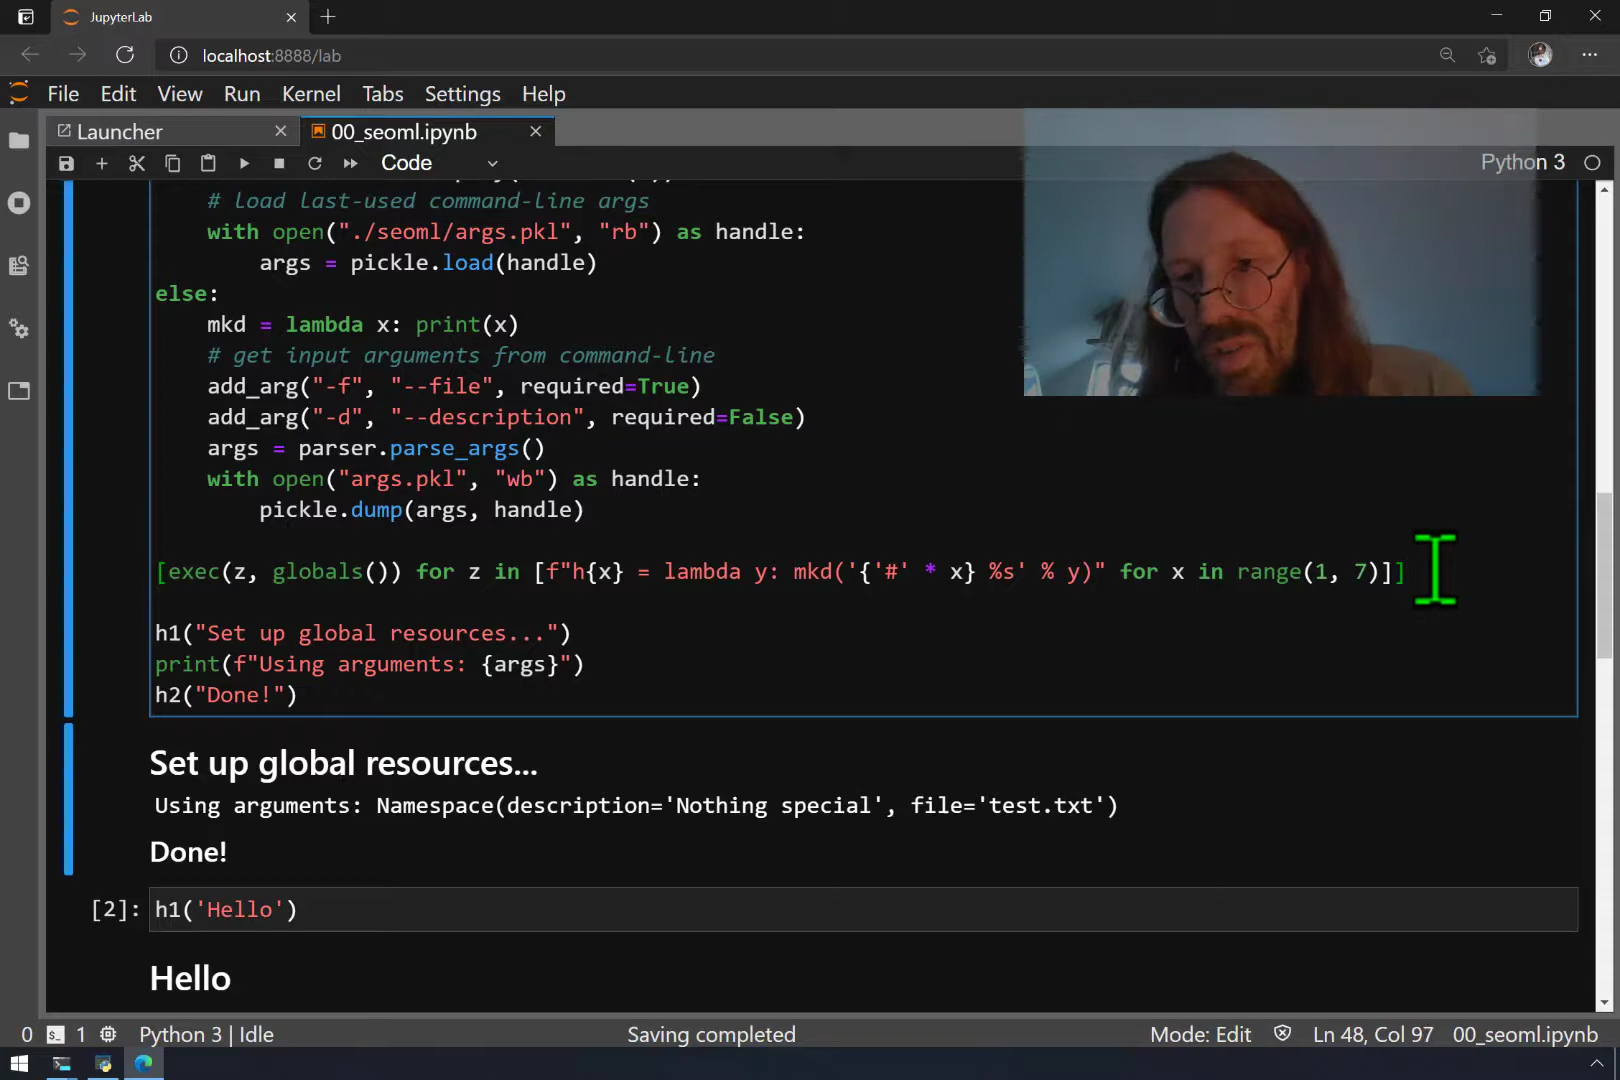 JupyterLab
localhost:8888/lab
File Edit View Run Kernel Tabs Settings Help
Launcher
00_seoml.ipynb
Code
Python 3
# load last-used command-line args
with open("./seoml/args.pkl", "rb") as handle:
args = pickle.load(handle)
else:
mkd = lambda x: print(x)
# get input arguments from command-line
add_arg("-f", "--file", required=True)
add_arg("-d", "--description", required=False)
args = parser.parse_args()
with open("args.pkl", "wb") as handle:
pickle.dump(args, handle)
[exec(z, globals()) for z in [f"h{x} = lambda y: mkd('{'#' * x} %s' % y)" for x in range(1, 7)]]
h1("Set up global resources...")
print(f"Using arguments: {args}")
h2("Done!")
Set up global resources...
Using arguments: Namespace(description='Nothing special', file='test.txt')
Done!
[2]: h1('Hello')
Hello
0 1 Python 3 | Idle Saving completed Mode: Edit Ln 48, Col 97 00_seoml.ipynb